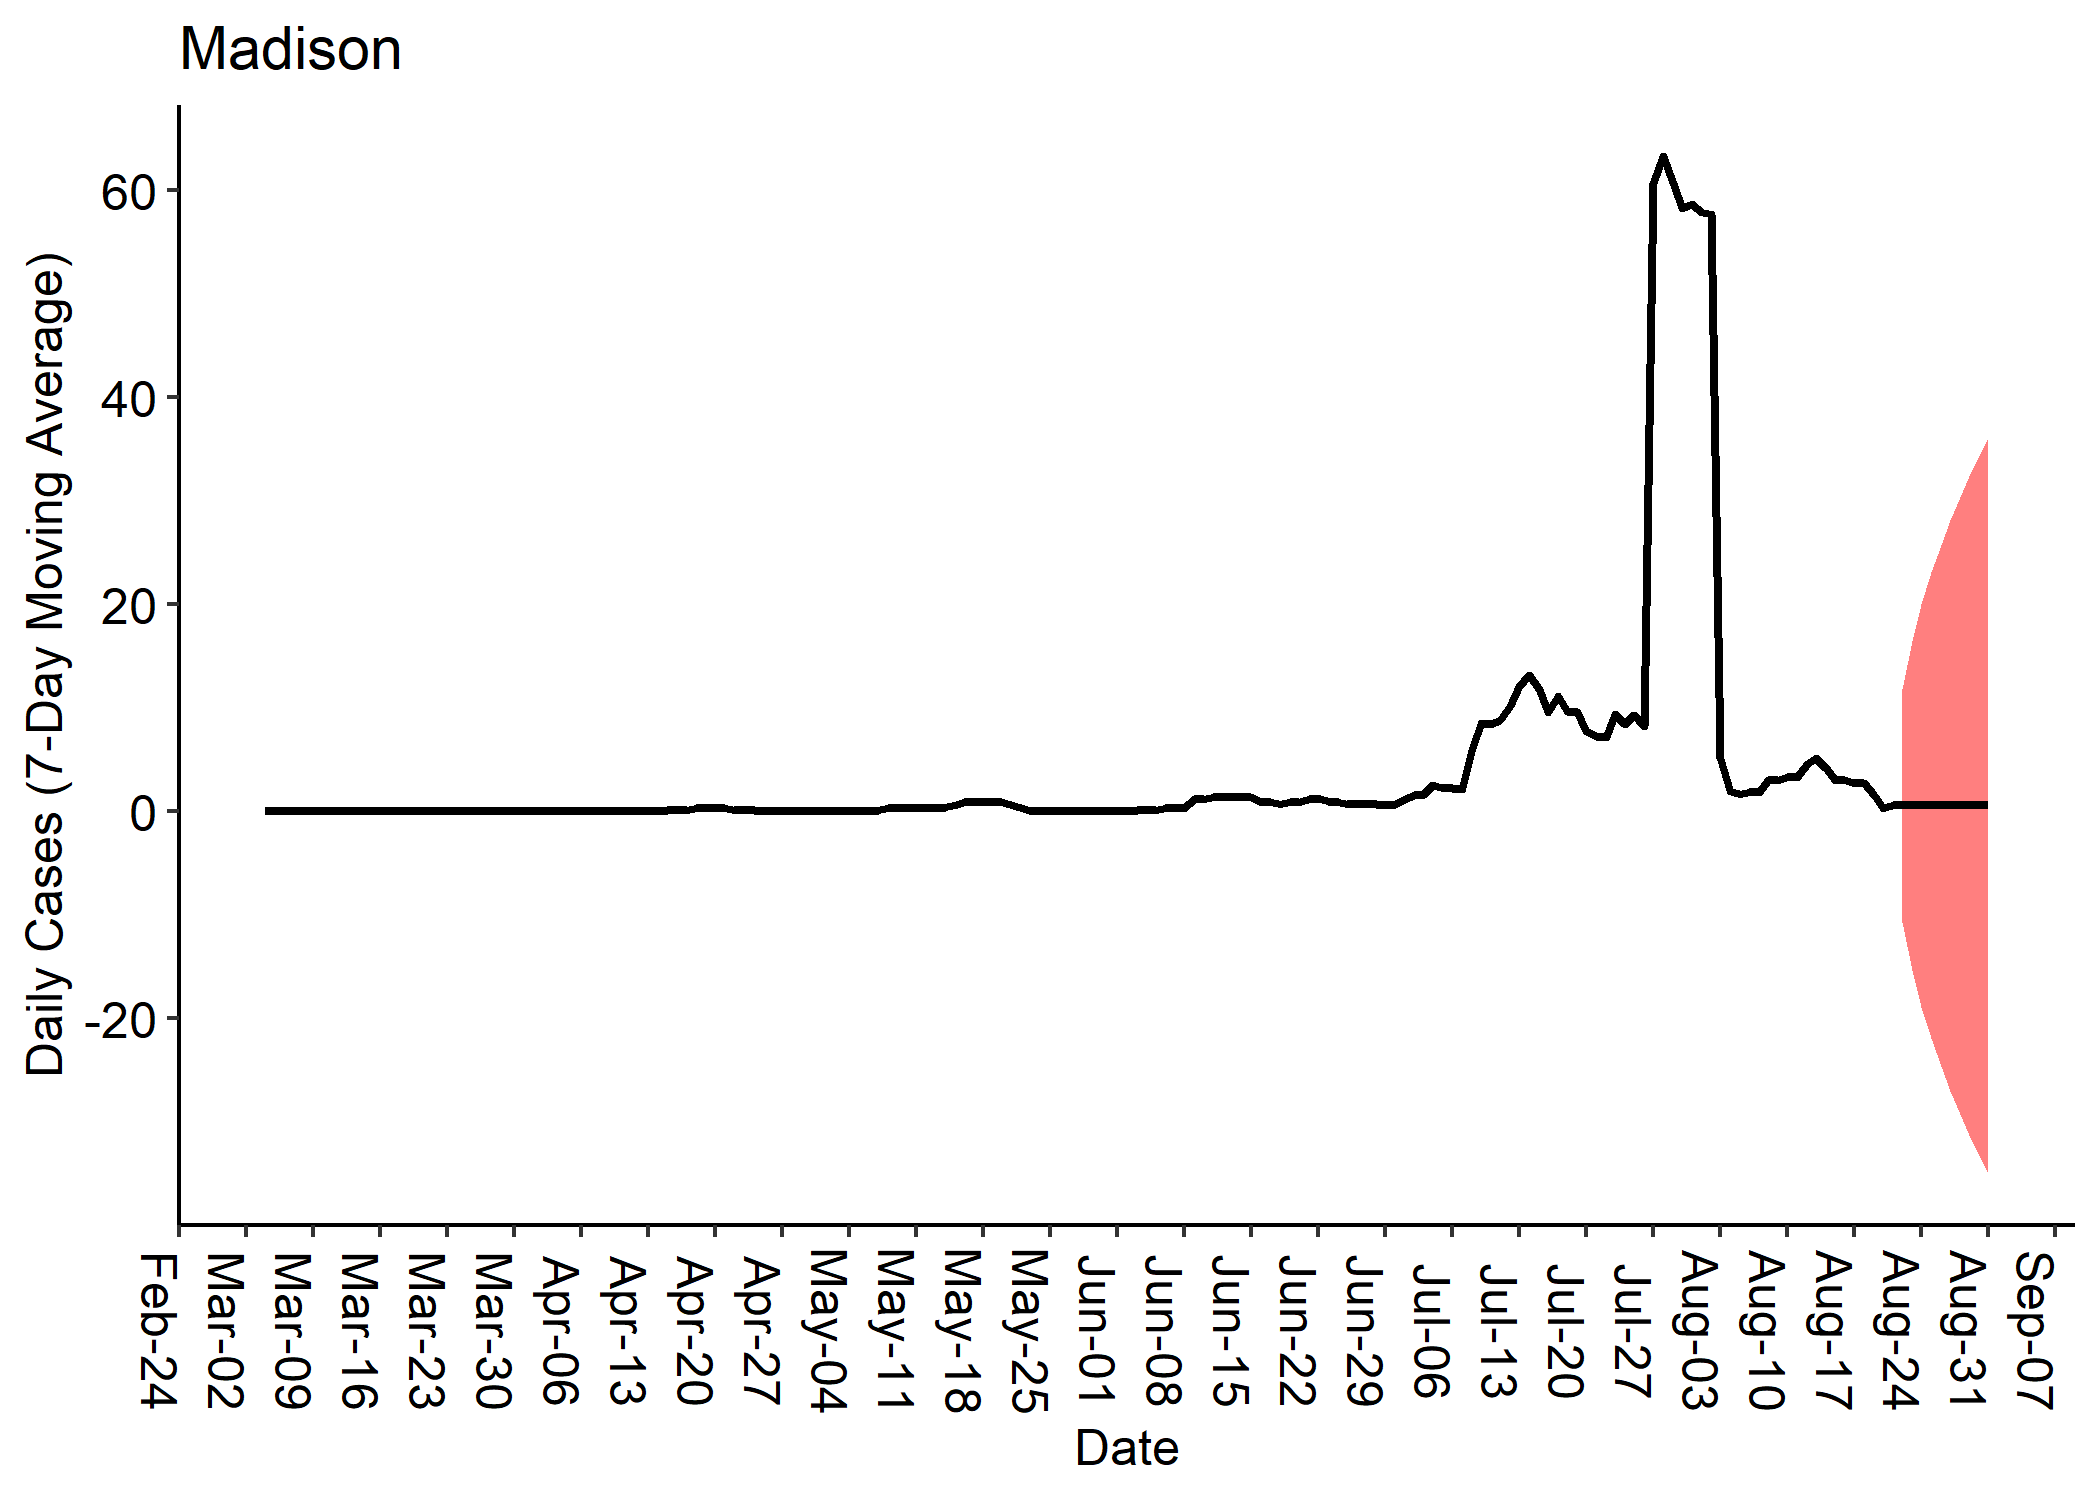 Madison
Daily Cases (7-Day Moving Average)
60
40
20
0
-20
Feb-24
Mar-02
Mar-09
Mar-16
Mar-23
Mar-30
Apr-06
Apr-13
Apr-20
Apr-27
May-04
May-11
May-18
May-25
Jun-01
Jun-08
Jun-15
Jun-22
Jun-29
Jul-06
Jul-13
Jul-20
Jul-27
Aug-03
Aug-10
Aug-17
Aug-24
Aug-31
Sep-07
Date